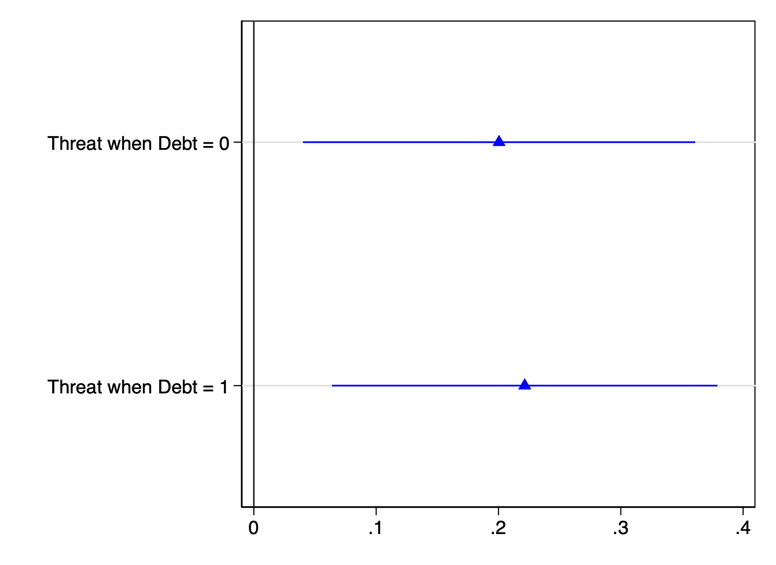 Threat when Debt = 0
Threat when Debt = 1
0 .1 .2 .3 .4